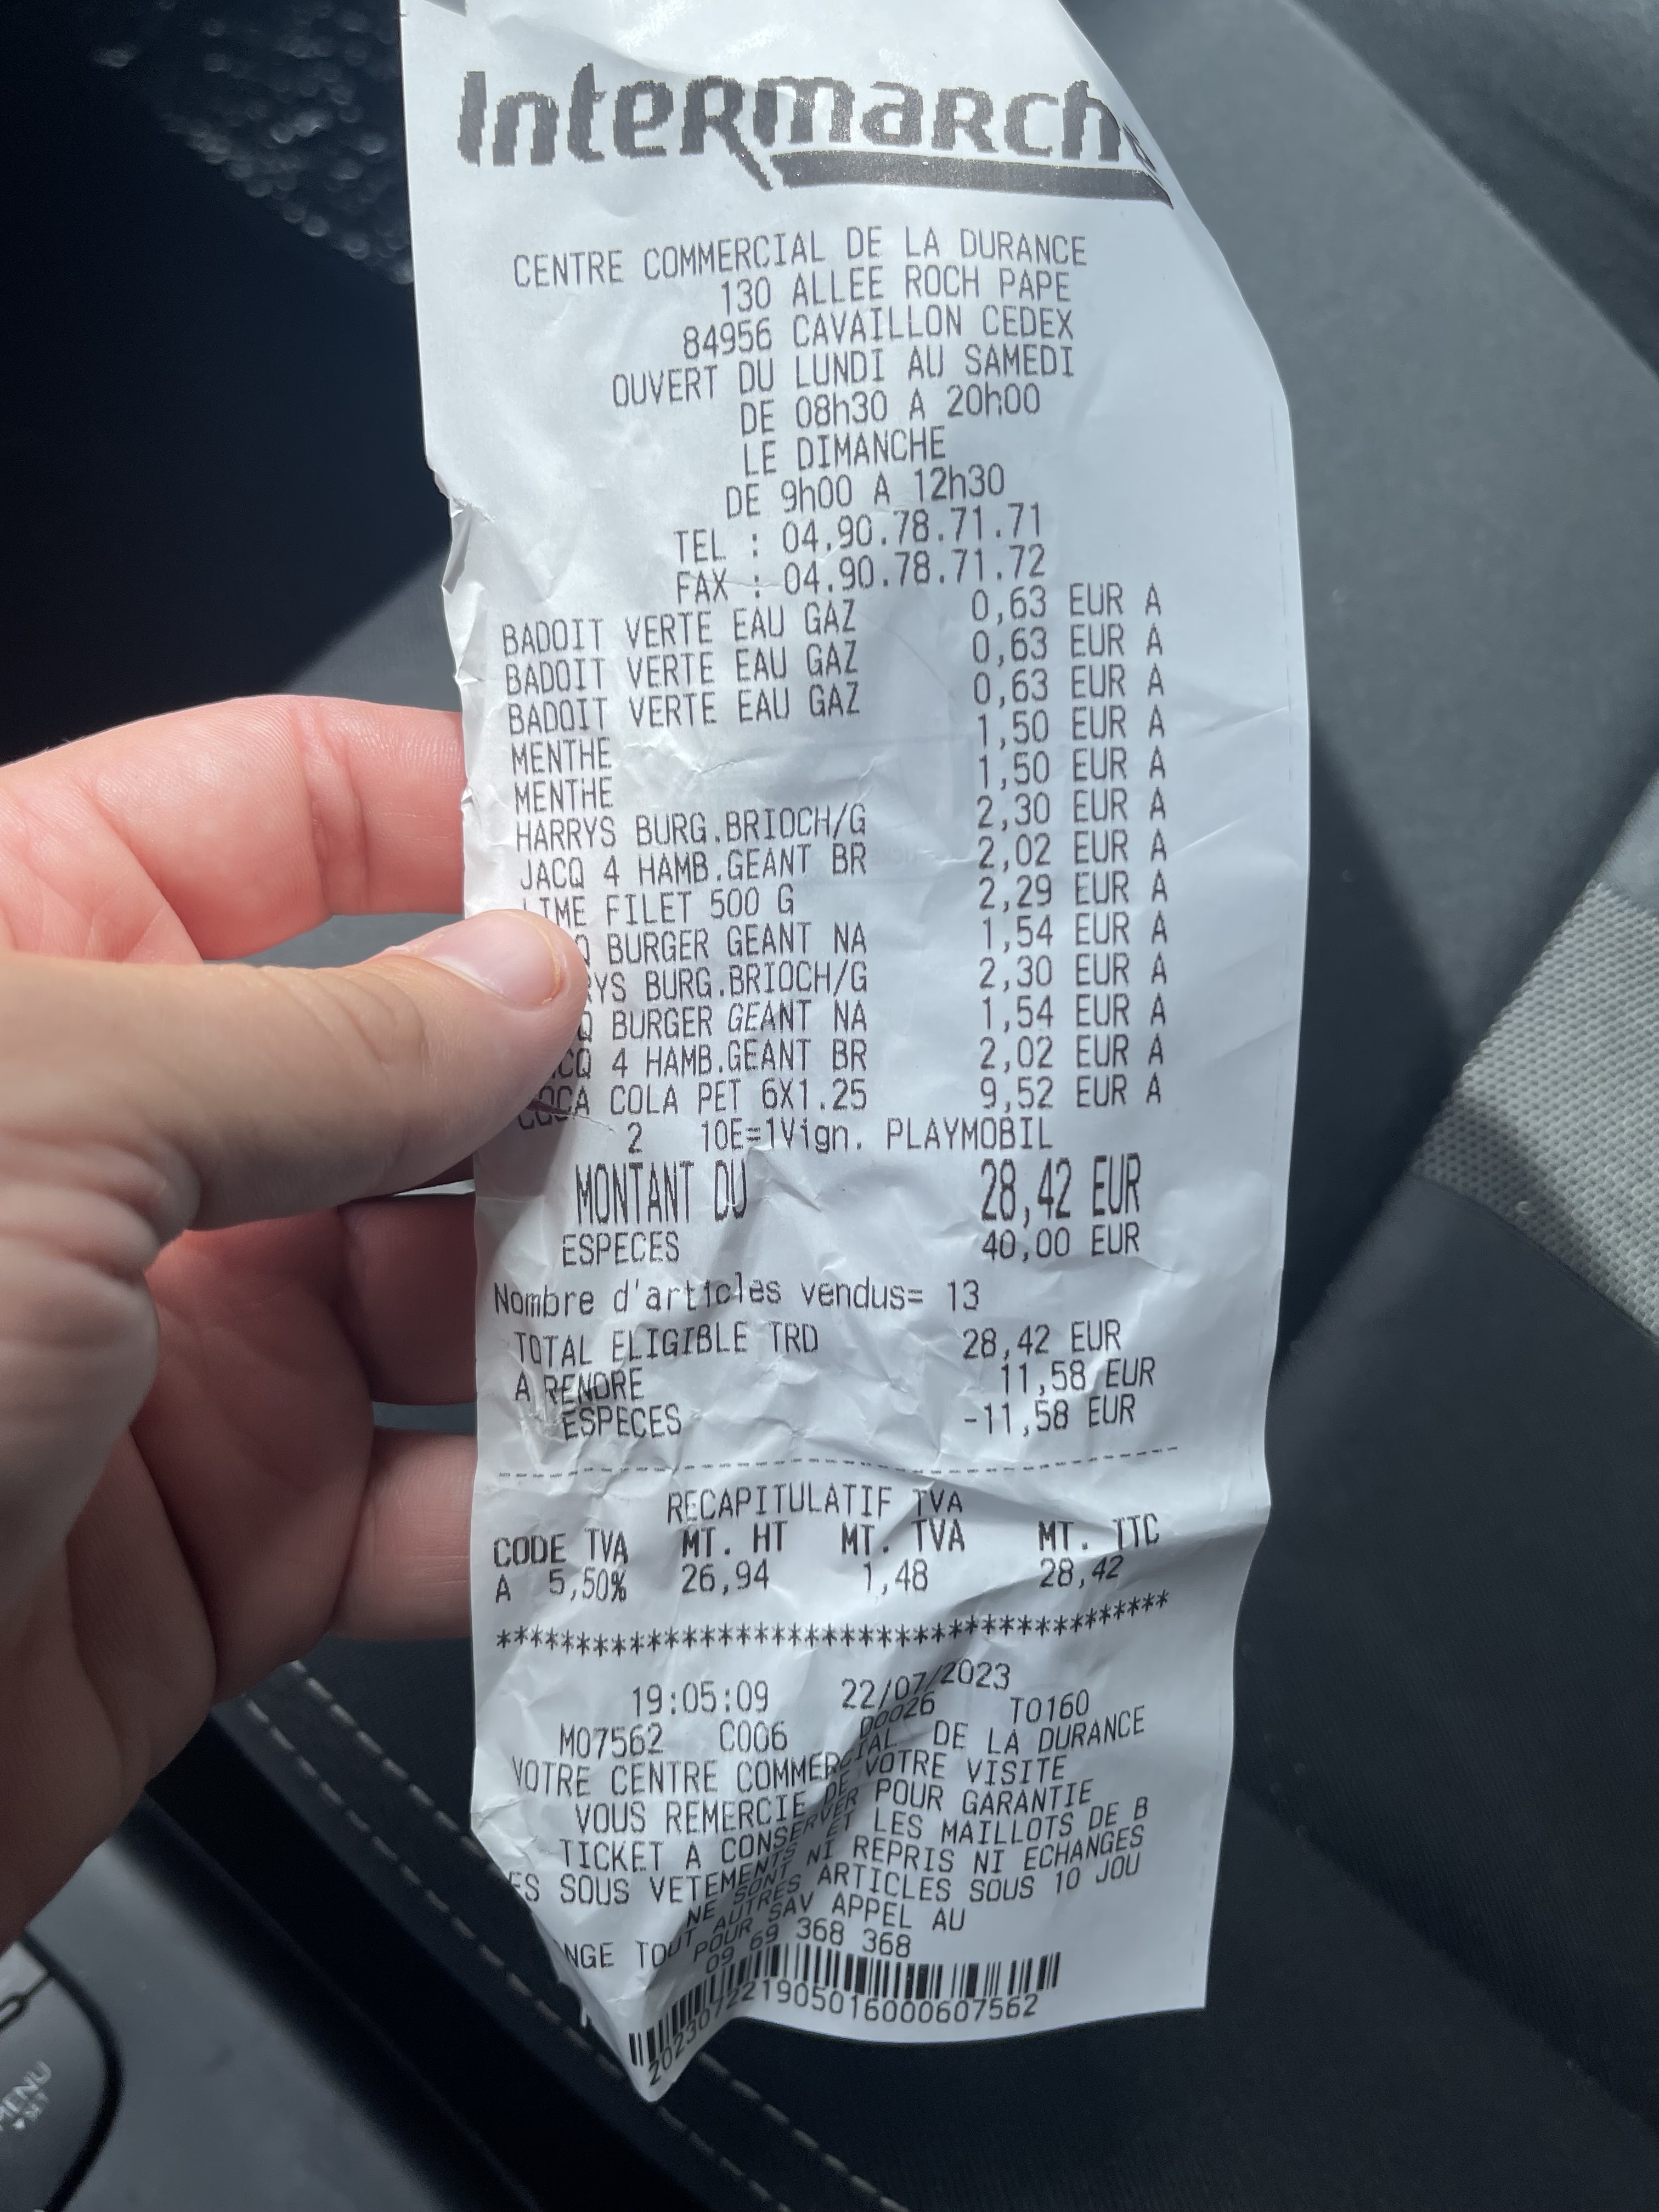 Intermarch
CENTRE COMMERCIAL DE LA DURANCE
130 ALLEE ROCH PAPE
84956 CAVAILLON CEDEX
OUVERT DU LUNDI AU SAMEDI
DE 08h30 A 20h00
LE DIMANCHE
DE 9h00 A 12h30
TEL : 04.90.78.71.71
FAX : 04.90.78.71.72
BADOIT VERTE EAU GAZ 0,63 EUR A
BADOIT VERTE EAU GAZ 0,63 EUR A
BADOIT VERTE EAU GAZ 0,63 EUR A
MENTHE 1,50 EUR A
MENTHE 1,50 EUR A
HARRYS BURG.BRIOCH/G 2,30 EUR A
JACQ 4 HAMB.GEANT BR 2,02 EUR A
LIME FILET 500 G 2,29 EUR A
Q BURGER GEANT NA 1,54 EUR A
RYS BURG.BRIOCH/G 2,30 EUR A
Q BURGER GEANT NA 1,54 EUR A
ACQ 4 HAMB.GEANT BR 2,02 EUR A
COCA COLA PET 6X1.25 9,52 EUR A
2 10E=1Vign. PLAYMOBIL
MONTANT DU 28,42 EUR
ESPECES 40,00 EUR
Nombre d'articles vendus= 13
TOTAL ELIGIBLE TRD 28,42 EUR
A RENDRE 11,58 EUR
ESPECES -11,58 EUR
RECAPITULATIF TVA
CODE TVA MT. HT MT. TVA MT. TTC
A 5,50% 26,94 1,48 28,42
19:05:09 22/07/2023
M07562 C006 D0026 T0160
VOTRE CENTRE COMMERCIAL DE LA DURANCE
VOUS REMERCIE DE VOTRE VISITE
TICKET A CONSERVER POUR GARANTIE
ES SOUS VETEMENTS ET LES MAILLOTS DE B
NE SONT NI REPRIS NI ECHANGES
NGE TOUT AUTRES ARTICLES SOUS 10 JOU
POUR SAV APPEL AU
09 69 368 368
202307221905016000607562
MENU